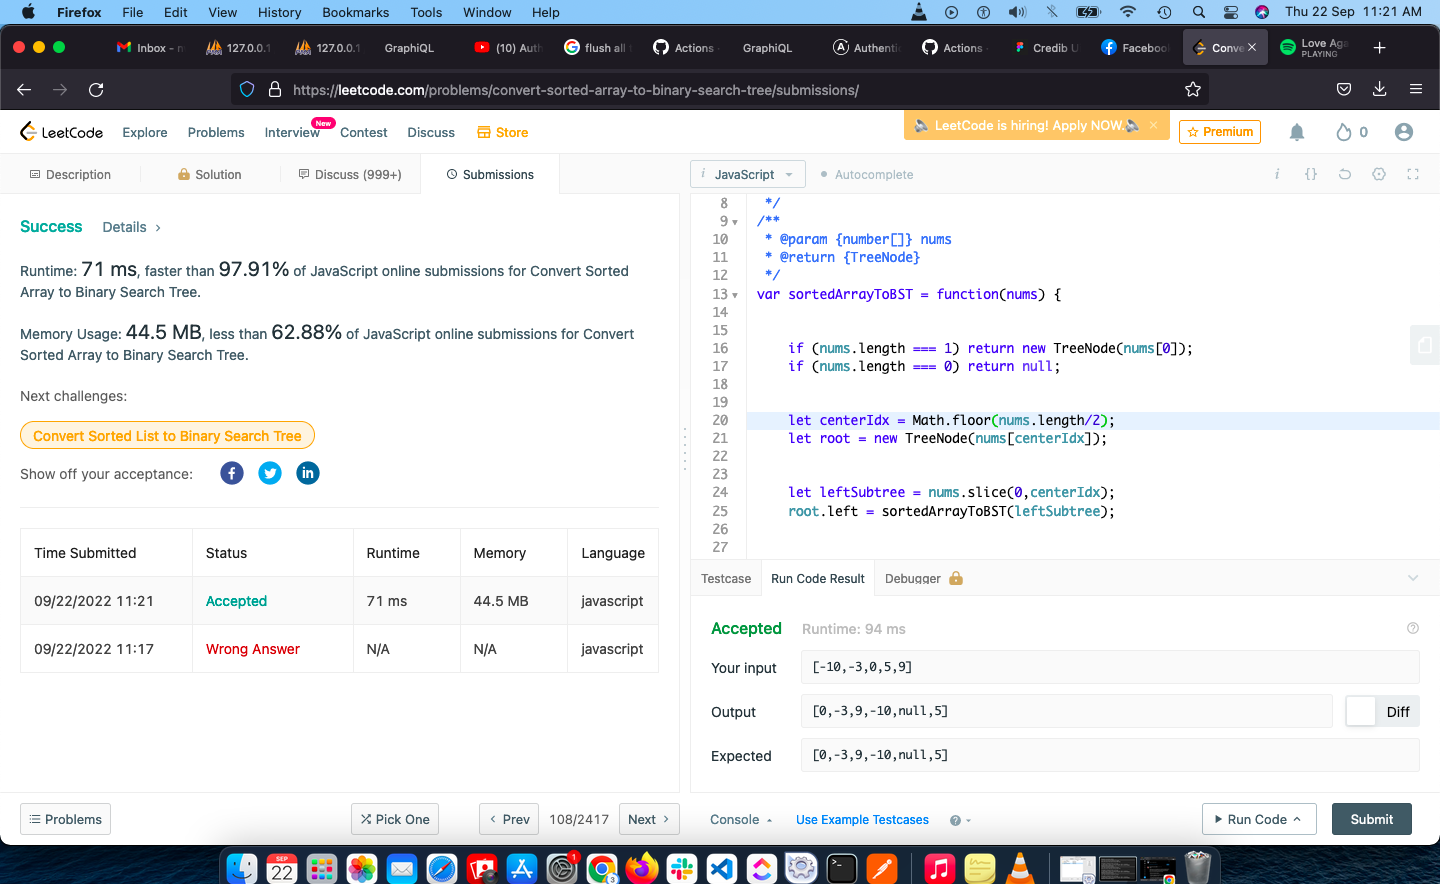 Firefox File Edit View History Bookmarks Tools Window Help Thu 22 Sep 11:21 AM
Inbox - 127.0.0.1 127.0.0.1 GraphiQL (10) Auth flush all Actions GraphiQL Authenti Actions Credib U Facebook Conve Love Aga
PLAYING
https://leetcode.com/problems/convert-sorted-array-to-binary-search-tree/submissions/
LeetCode Explore Problems Interview New Contest Discuss Store LeetCode is hiring! Apply NOW. Premium 0
Description Solution Discuss (999+) Submissions
i JavaScript Autocomplete i {}
Success Details >
Runtime: 71 ms, faster than 97.91% of JavaScript online submissions for Convert Sorted
Array to Binary Search Tree.
Memory Usage: 44.5 MB, less than 62.88% of JavaScript online submissions for Convert
Sorted Array to Binary Search Tree.
Next challenges:
Convert Sorted List to Binary Search Tree
Show off your acceptance:
Time Submitted Status Runtime Memory Language
09/22/2022 11:21 Accepted 71 ms 44.5 MB javascript
09/22/2022 11:17 Wrong Answer N/A N/A javascript
8 */
9 /**
10 * @param {number[]} nums
11 * @return {TreeNode}
12 */
13 var sortedArrayToBST = function(nums) {
14
15
16 if (nums.length === 1) return new TreeNode(nums[0]);
17 if (nums.length === 0) return null;
18
19
20 let centerIdx = Math.floor(nums.length/2);
21 let root = new TreeNode(nums[centerIdx]);
22
23
24 let leftSubtree = nums.slice(0,centerIdx);
25 root.left = sortedArrayToBST(leftSubtree);
26
27
Testcase Run Code Result Debugger
Accepted Runtime: 94 ms
Your input [-10,-3,0,5,9]
Output [0,-3,9,-10,null,5] Diff
Expected [0,-3,9,-10,null,5]
Problems Pick One < Prev 108/2417 Next > Console Use Example Testcases Run Code Submit
SEP
22
1
3